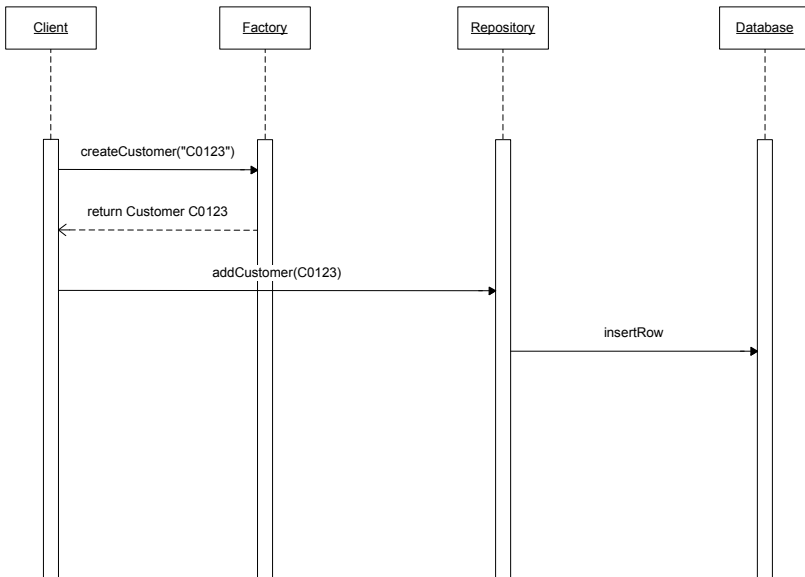 Client
Factory
Repository
Database
createCustomer("C0123")
return Customer C0123
addCustomer(C0123)
insertRow